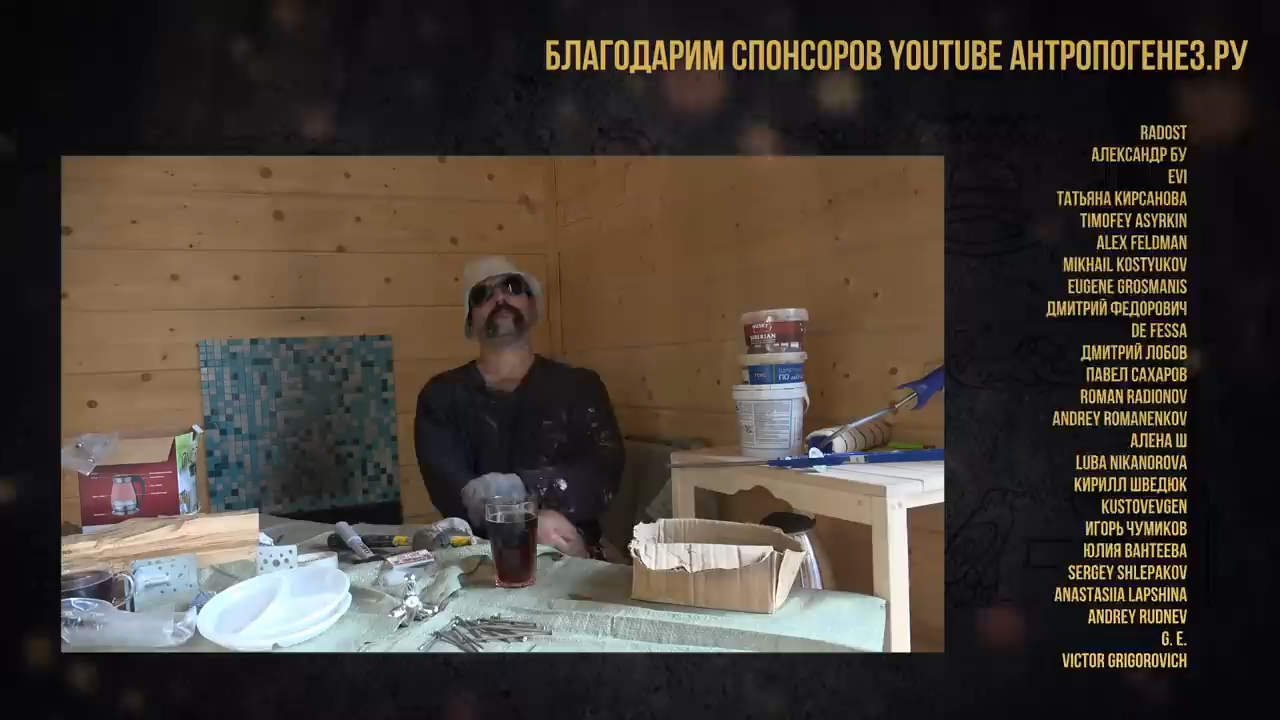 БЛАГОДАРИМ СПОНСОРОВ YOUTUBE АНТРОПОГЕНЕЗ.РУ
RADOST
АЛЕКСАНДР БУ
EVI
ТАТЬЯНА КИРСАНОВА
TIMOFEY ASYRKIN
ALEX FELDMAN
MIKHAIL KOSTYUKOV
EUGENE GROSMANIS
ДМИТРИЙ ФЕДОРОВИЧ
DE FESSA
ДМИТРИЙ ЛОБОВ
ПАВЕЛ САХАРОВ
ROMAN RADIONOV
ANDREY ROMANENKOV
АЛЕНА Ш
LUBA NIKANOROVA
КИРИЛЛ ШВЕДЮК
KUSTOVEVGEN
ИГОРЬ ЧУМИКОВ
ЮЛИЯ ВАНТЕЕВА
SERGEY SHLEPAKOV
ANASTASIIA LAPSHINA
ANDREY RUDNEV
G. E.
VICTOR GRIGOROVICH